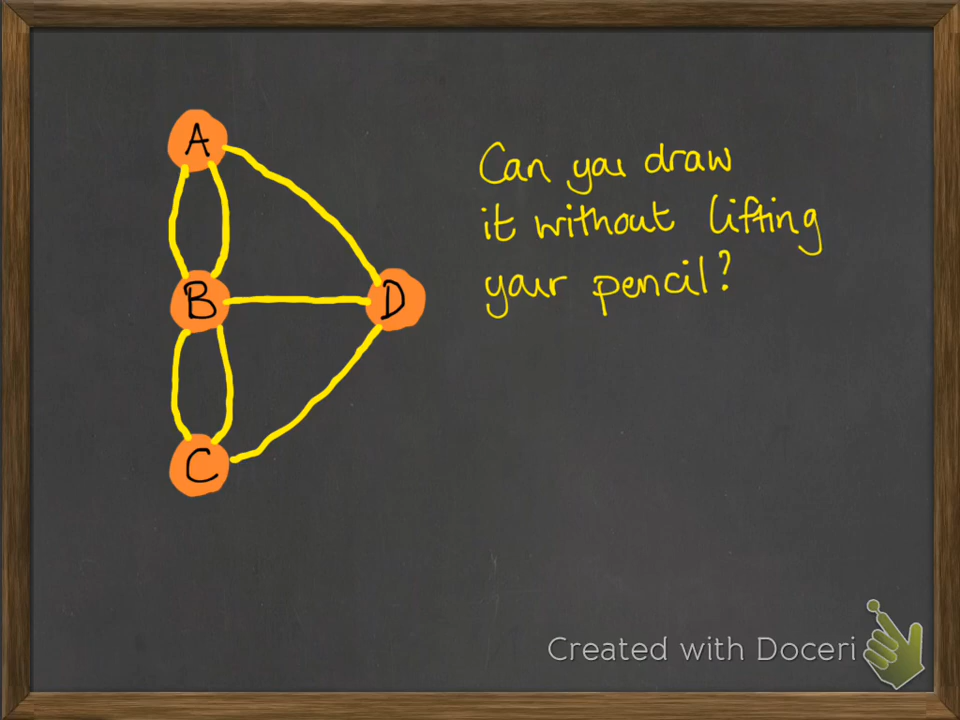 A
B
D
C
Can you draw
it without lifting
your pencil?
Created with Doceri